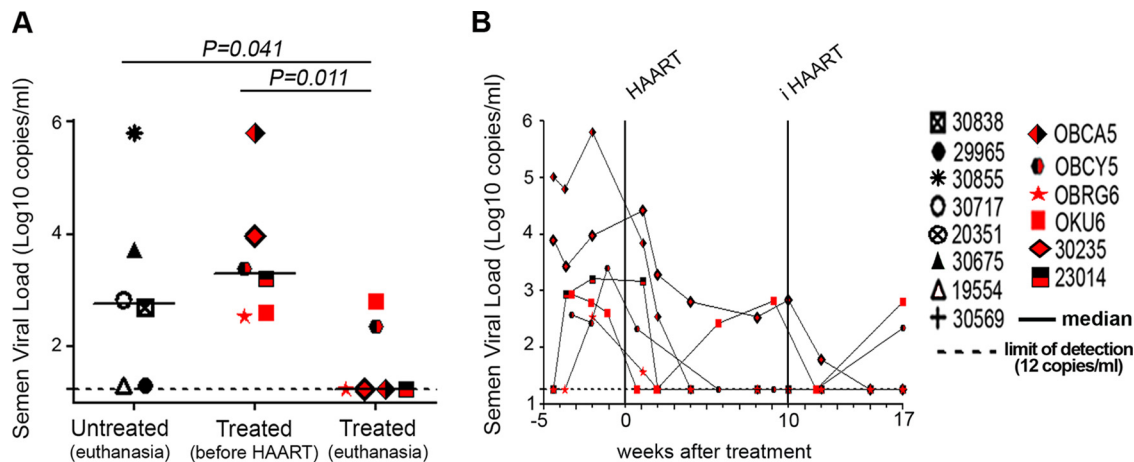 A
P=0.041
P=0.011
Semen Viral Load (Log10 copies/ml)
6
4
2
Untreated
(euthanasia)
Treated
(before HAART)
Treated
(euthanasia)
B
HAART
i HAART
Semen Viral Load (Log10 copies/ml)
6
5
4
3
2
1
-5
0
10
17
weeks after treatment
30838
29965
30855
30717
20351
30675
19554
30569
OBCA5
OBCY5
OBRG6
OKU6
30235
23014
median
limit of detection
(12 copies/ml)